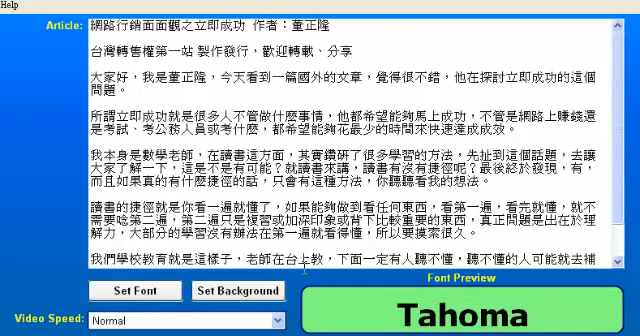 Help
Article:
網路行銷面面觀之立即成功 作者：董正隆
台灣轉售權第一站 製作發行，歡迎轉載、分享
大家好，我是董正隆，今天看到一篇國外的文章，覺得很不錯，他在探討立即成功的這個
問題。
所謂立即成功就是很多人不管做什麼事情，他都希望能夠馬上成功，不管是網路上賺錢還
是考試、考公務人員或考什麼，都希望能夠花最少的時間來快速達成成效。
我本身是數學老師，在讀書這方面，其實鑽研了很多學習的方法，先扯到這個話題，去讓
大家了解一下，這是不是有可能？就讀書來講，讀書有沒有捷徑呢？最後終於發現，有，
而且如果真的有什麼捷徑的話，只會有這種方法，你聽聽看我的想法。
讀書的捷徑就是你看一遍就懂了，如果能夠做到看任何東西，看第一遍，看完就懂，就不
需要唸第二遍，第二遍只是複習或加深印象或背下比較重要的東西，真正問題是出在於理
解力，大部分的學習沒有辦法在第一遍就看得懂，所以要摸索很久。
我們學校教育就是這樣子，老師在台上教，下面一定有人聽不懂，聽不懂的人可能就去補
Font Preview
Set Font
Set Background
Tahoma
Video Speed:
Normal